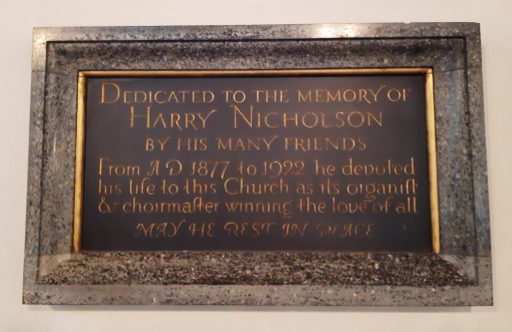 DEDICATED TO THE MEMORY OF
HARRY NICHOLSON
BY HIS MANY FRIENDS
From A D 1877 to 1922 he devoted
his life to this Church as its organist
& choirmaster winning the love of all
MAY HE REST IN PEACE